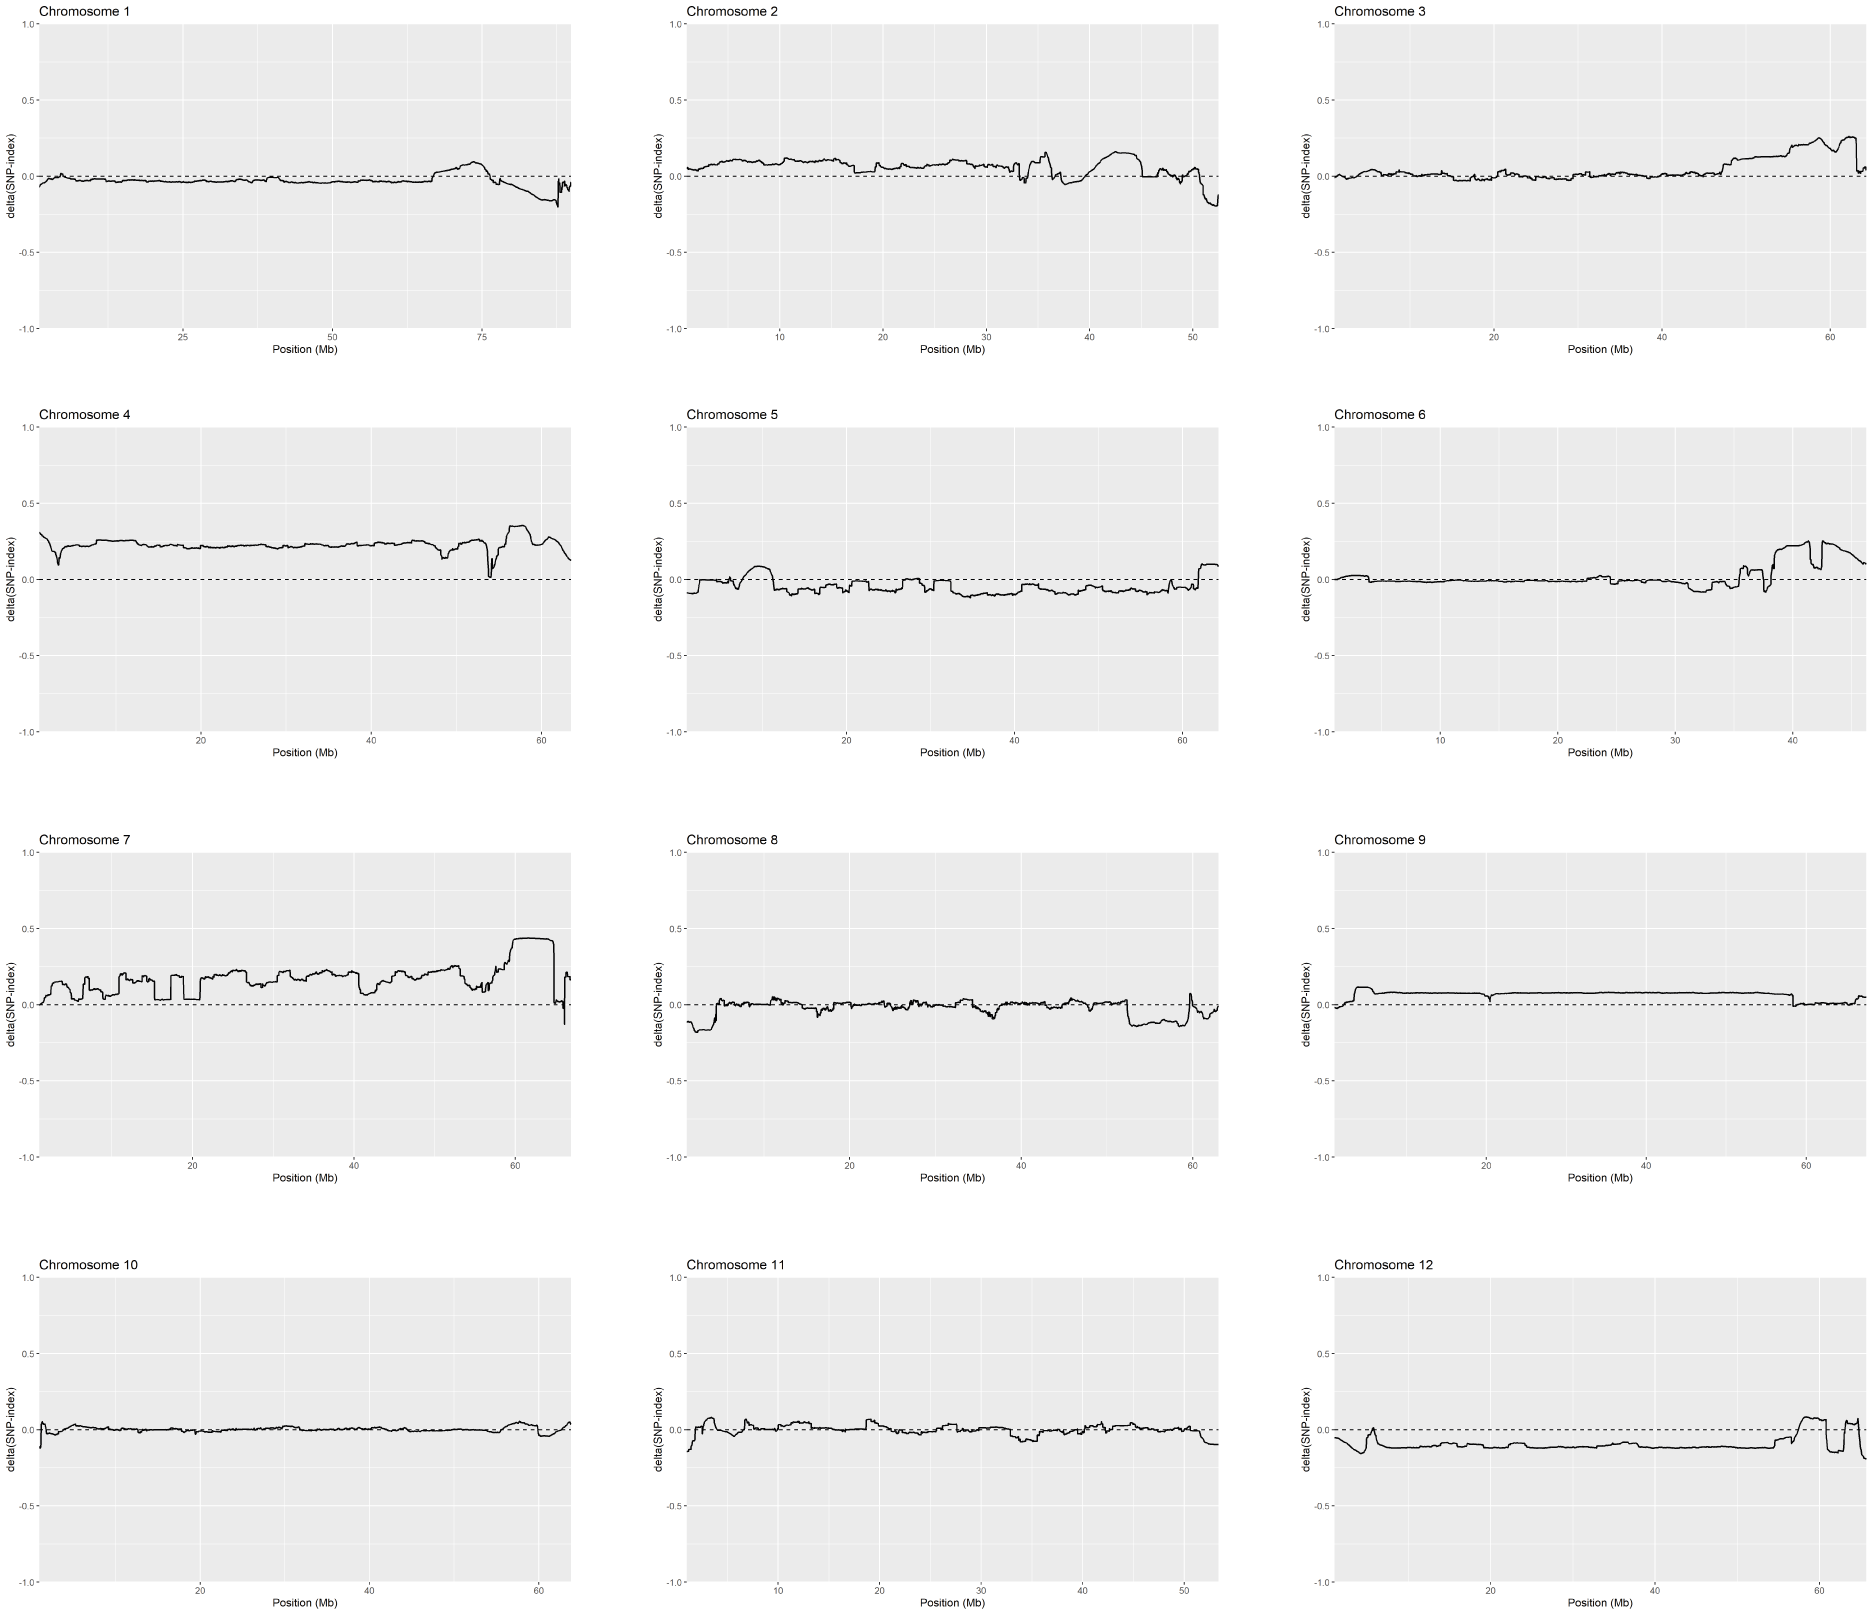 Chromosome 1
1.0
0.5
0.0
-0.5
-1.0
delta(SNP-index)
25
50
75
Position (Mb)
Chromosome 2
1.0
0.5
0.0
-0.5
-1.0
delta(SNP-index)
10
20
30
40
50
Position (Mb)
Chromosome 3
1.0
0.5
0.0
-0.5
-1.0
delta(SNP-index)
20
40
60
Position (Mb)
Chromosome 4
1.0
0.5
0.0
-0.5
-1.0
delta(SNP-index)
20
40
60
Position (Mb)
Chromosome 5
1.0
0.5
0.0
-0.5
-1.0
delta(SNP-index)
20
40
60
Position (Mb)
Chromosome 6
1.0
0.5
0.0
-0.5
-1.0
delta(SNP-index)
10
20
30
40
Position (Mb)
Chromosome 7
1.0
0.5
0.0
-0.5
-1.0
delta(SNP-index)
20
40
60
Position (Mb)
Chromosome 8
1.0
0.5
0.0
-0.5
-1.0
delta(SNP-index)
20
40
60
Position (Mb)
Chromosome 9
1.0
0.5
0.0
-0.5
-1.0
delta(SNP-index)
20
40
60
Position (Mb)
Chromosome 10
1.0
0.5
0.0
-0.5
-1.0
delta(SNP-index)
20
40
60
Position (Mb)
Chromosome 11
1.0
0.5
0.0
-0.5
-1.0
delta(SNP-index)
10
20
30
40
50
Position (Mb)
Chromosome 12
1.0
0.5
0.0
-0.5
-1.0
delta(SNP-index)
20
40
60
Position (Mb)